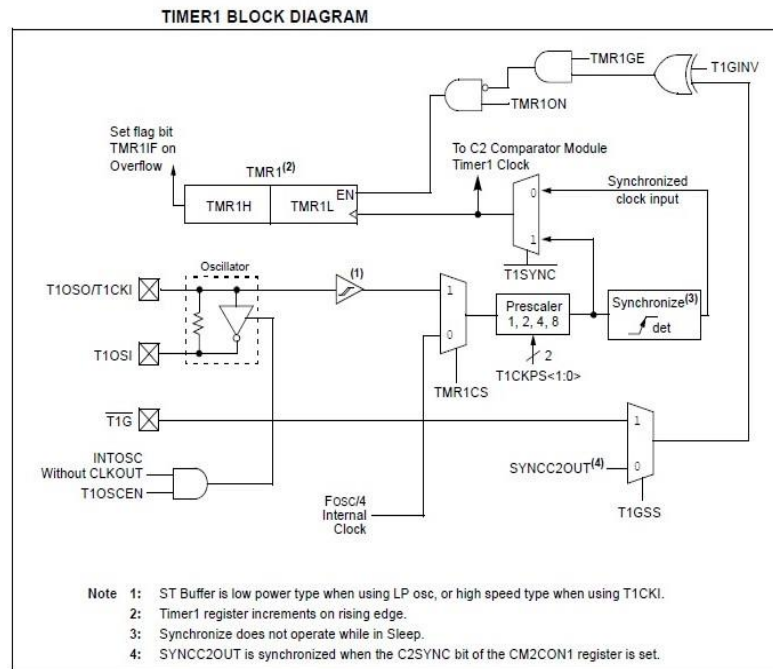 TIMER1 BLOCK DIAGRAM
TMR1GE
T1GINV
TMR1ON
Set flag bit
TMR1IF on
Overflow
To C2 Comparator Module
Timer1 Clock
TMR1(2)
EN
TMR1H
TMR1L
0
Synchronized
clock input
1
T1SYNC
Oscillator
(1)
T1OSO/T1CKI
1
Prescaler
1, 2, 4, 8
Synchronize(3)
det
0
T1OSI
2
T1CKPS<1:0>
TMR1CS
T1G
1
INTOSC
Without CLKOUT
SYNCC2OUT(4)
0
T1OSCEN
FOSC/4
Internal
Clock
T1GSS
Note 1: ST Buffer is low power type when using LP osc, or high speed type when using T1CKI.
2: Timer1 register increments on rising edge.
3: Synchronize does not operate while in Sleep.
4: SYNCC2OUT is synchronized when the C2SYNC bit of the CM2CON1 register is set.